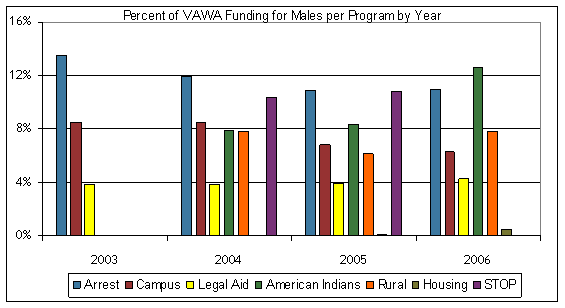 Percent of VAWA Funding for Males per Program by Year
16%
12%
8%
4%
0%
2003 2004 2005 2006
Arrest Campus Legal Aid American Indians Rural Housing STOP